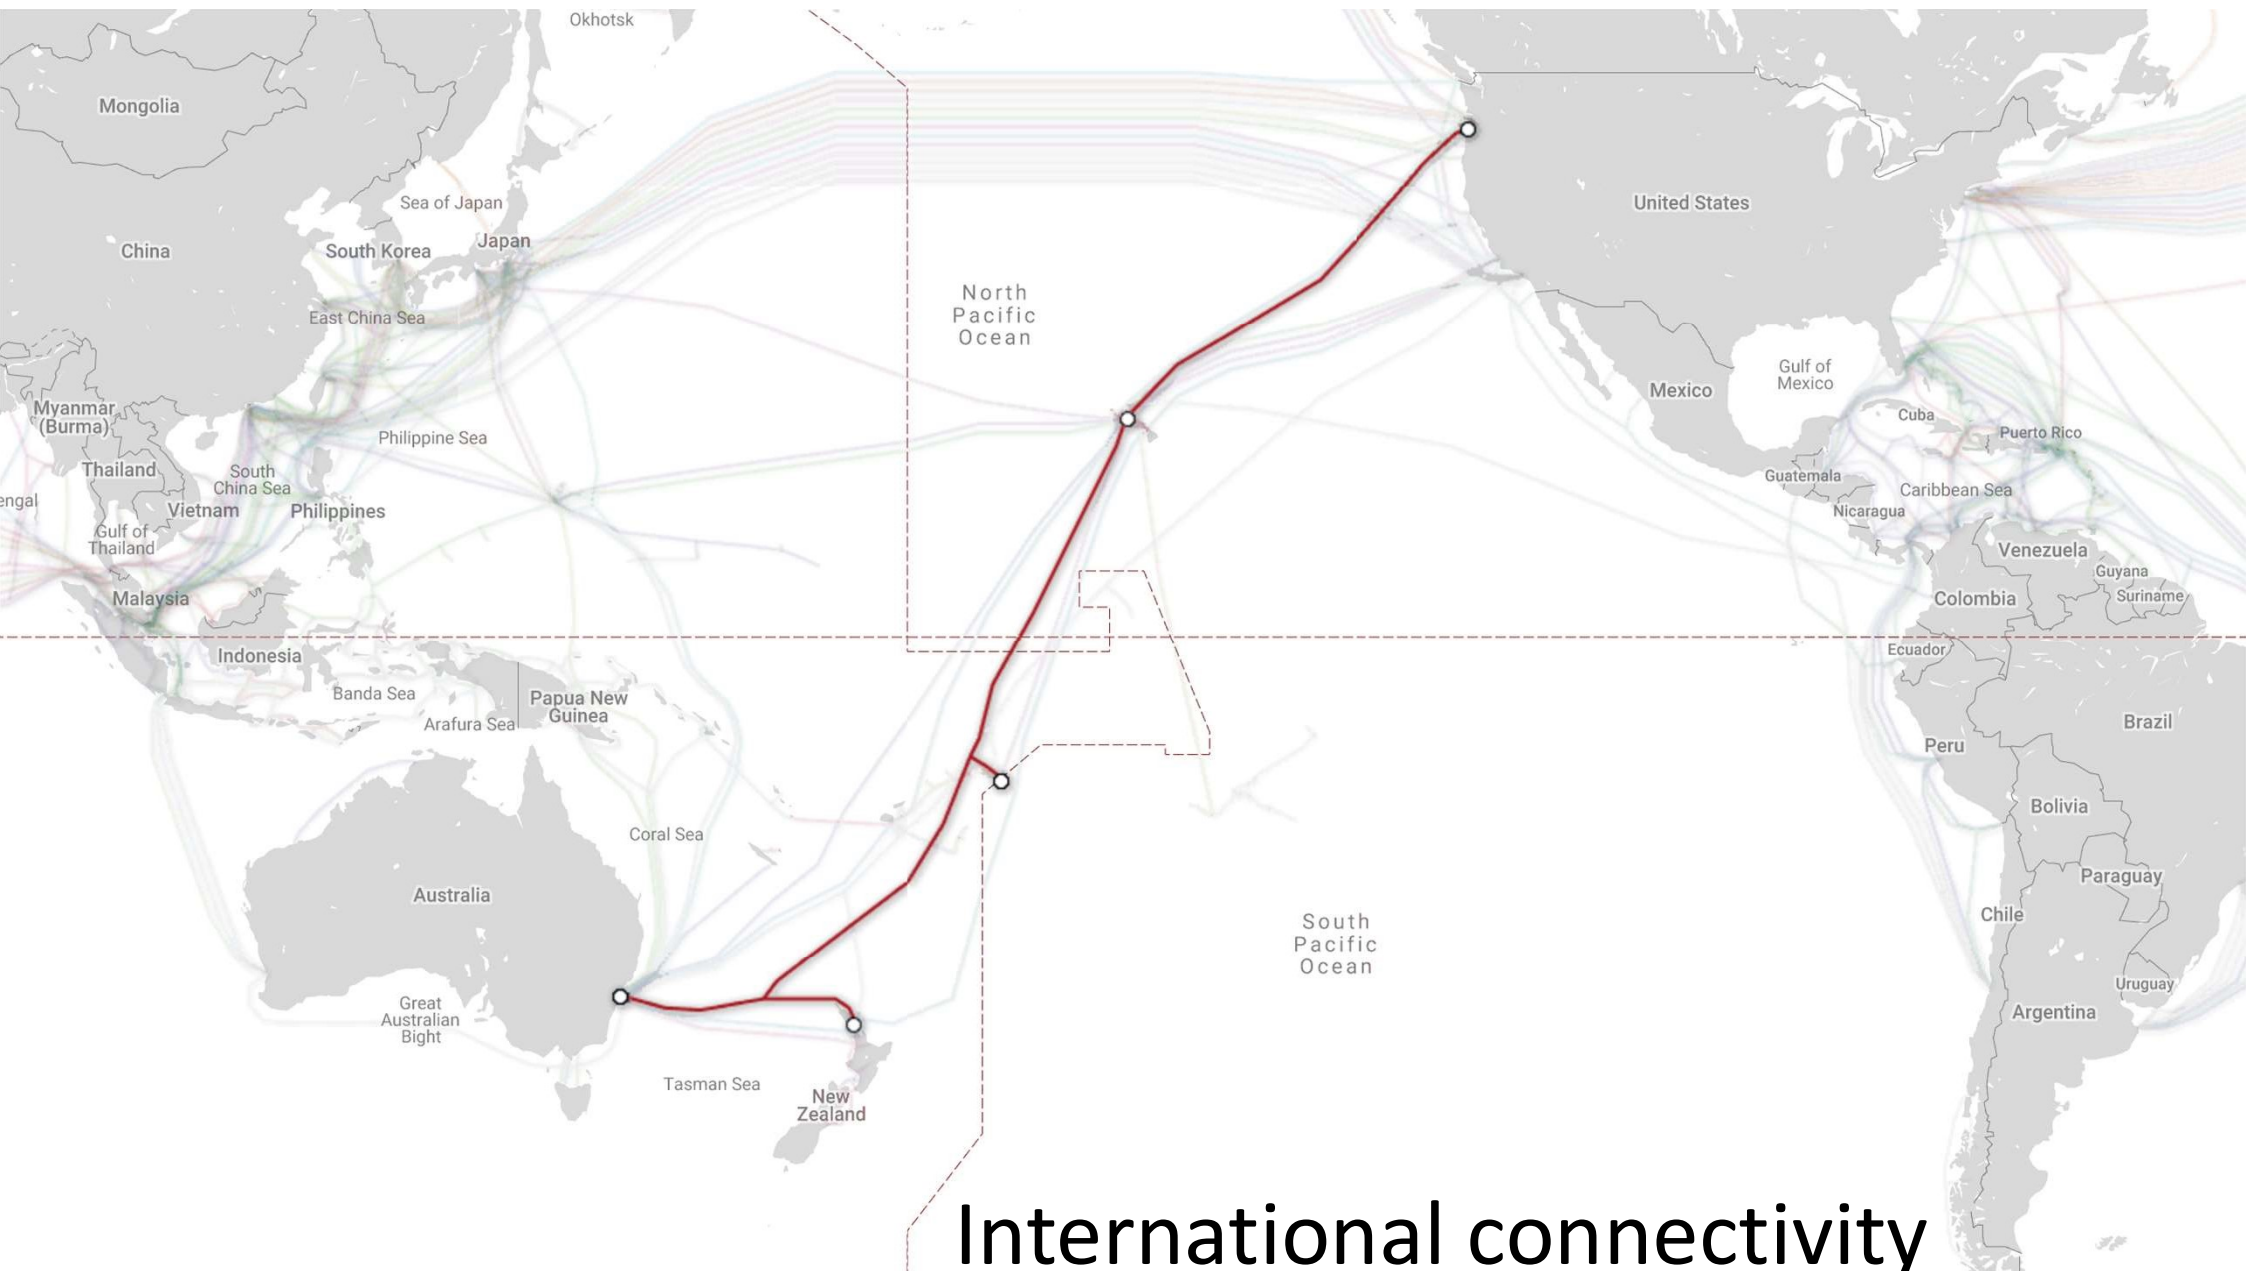 Okhotsk
Mongolia
Sea of Japan
United States
China
South Korea
Japan
North
Pacific
Ocean
East China Sea
Gulf of
Mexico
Mexico
Myanmar
(Burma)
Cuba
Puerto Rico
Philippine Sea
Thailand
South
China Sea
Guatemala
Caribbean Sea
engal
Vietnam
Philippines
Nicaragua
Gulf of
Thailand
Venezuela
Guyana
Suriname
Malaysia
Colombia
Indonesia
Ecuador
Banda Sea
Papua New
Guinea
Arafura Sea
Brazil
Peru
Coral Sea
Bolivia
Australia
Paraguay
Chile
South
Pacific
Ocean
Uruguay
Great
Australian
Bight
Argentina
Tasman Sea
New
Zealand
International connectivity